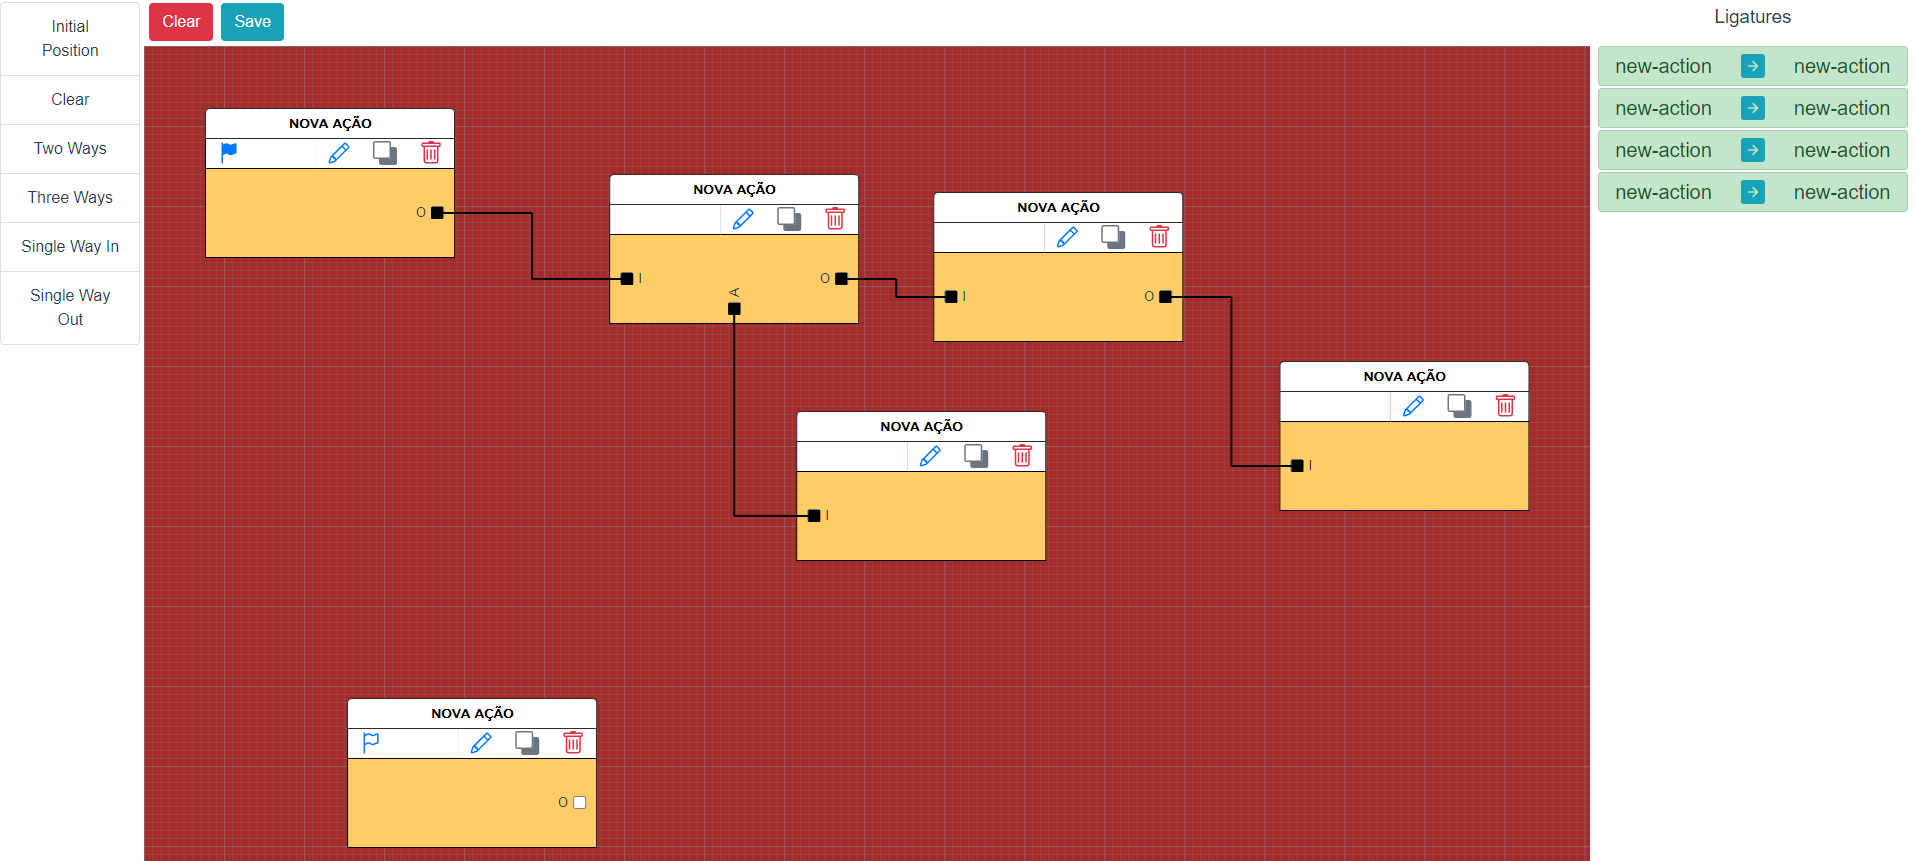 Initial
Position
Clear
Two Ways
Three Ways
Single Way In
Single Way
Out
Clear
Save
NOVA AÇÃO
O
NOVA AÇÃO
I
A
O
NOVA AÇÃO
I
O
NOVA AÇÃO
I
NOVA AÇÃO
I
NOVA AÇÃO
O
Ligatures
new-action new-action
new-action new-action
new-action new-action
new-action new-action